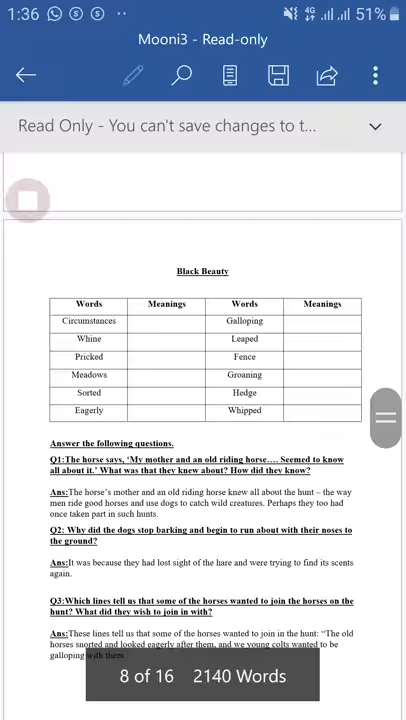 1:36 4G 51%
Mooni3 - Read-only
Read Only - You can't save changes to t...
Black Beauty
Words Meanings Words Meanings
Circumstances Galloping
Whine Leaped
Pricked Fence
Meadows Groaning
Sorted Hedge
Eagerly Whipped
Answer the following questions.
Q1:The horse says, ‘My mother and an old riding horse…. Seemed to know
all about it.’ What was that they knew about? How did they know?
Ans:The horse’s mother and an old riding horse knew all about the hunt – the way
men ride good horses and use dogs to catch wild creatures. Perhaps they too had
once taken part in such hunts.
Q2: Why did the dogs stop barking and begin to run about with their noses to
the ground?
Ans:It was because they had lost sight of the hare and were trying to find its scents
again.
Q3:Which lines tell us that some of the horses wanted to join the horses on the
hunt? What did they wish to join in with?
Ans:These lines tell us that some of the horses wanted to join in the hunt: “The old
horses snorted and looked eagerly after them, and we young colts wanted to be
galloping with them
8 of 16 2140 Words